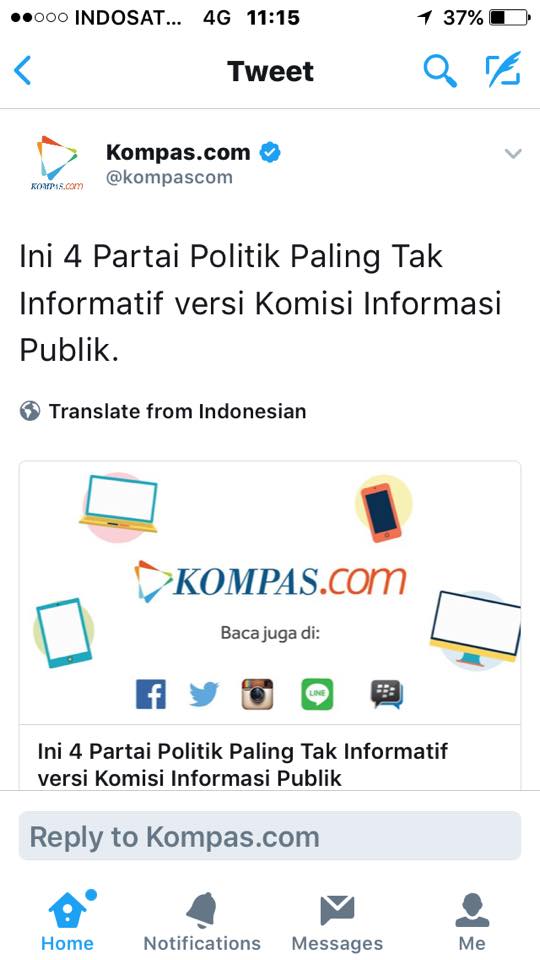 INDOSAT... 4G 11:15 37%
Tweet
Kompas.com
@kompascom
KOMPAS.com
Ini 4 Partai Politik Paling Tak
Informatif versi Komisi Informasi
Publik.
Translate from Indonesian
KOMPAS.com
Baca juga di:
LINE
Ini 4 Partai Politik Paling Tak Informatif
versi Komisi Informasi Publik
Reply to Kompas.com
Home Notifications Messages Me